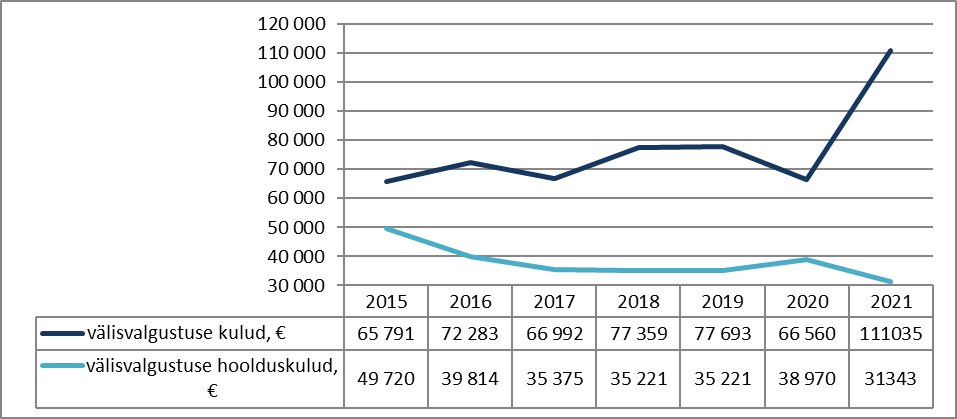 120 000
110 000
100 000
90 000
80 000
70 000
60 000
50 000
40 000
30 000
2015 2016 2017 2018 2019 2020 2021
välisvalgustuse kulud, € 65 791 72 283 66 992 77 359 77 693 66 560 111035
välisvalgustuse hoolduskulud,
€ 49 720 39 814 35 375 35 221 35 221 38 970 31343